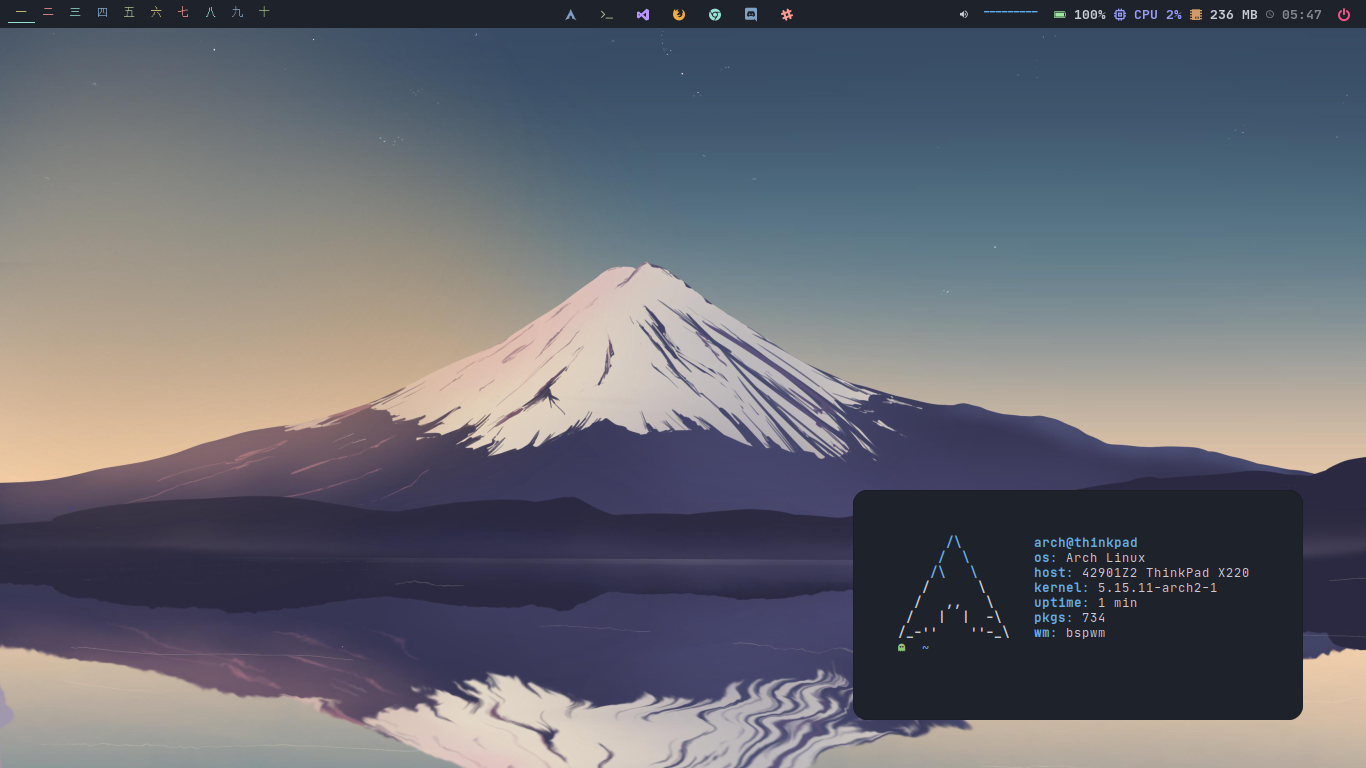 一 二 三 四 五 六 七 八 九 十
100% CPU 2% 236 MB 05:47
arch@thinkpad
os: Arch Linux
host: 42901Z2 ThinkPad X220
kernel: 5.15.11-arch2-1
uptime: 1 min
pkgs: 734
wm: bspwm
~